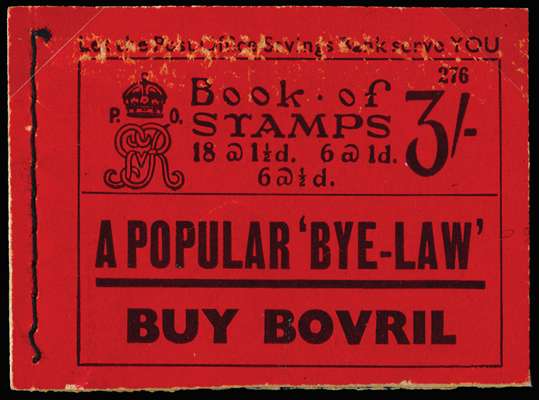 Let the Post Office Savings Bank serve YOU
276
P. O.
GRV
Book · of
STAMPS
3/-
18 @ 1½d. 6 @ 1d.
6 @ ½d.
A POPULAR 'BYE-LAW'
BUY BOVRIL